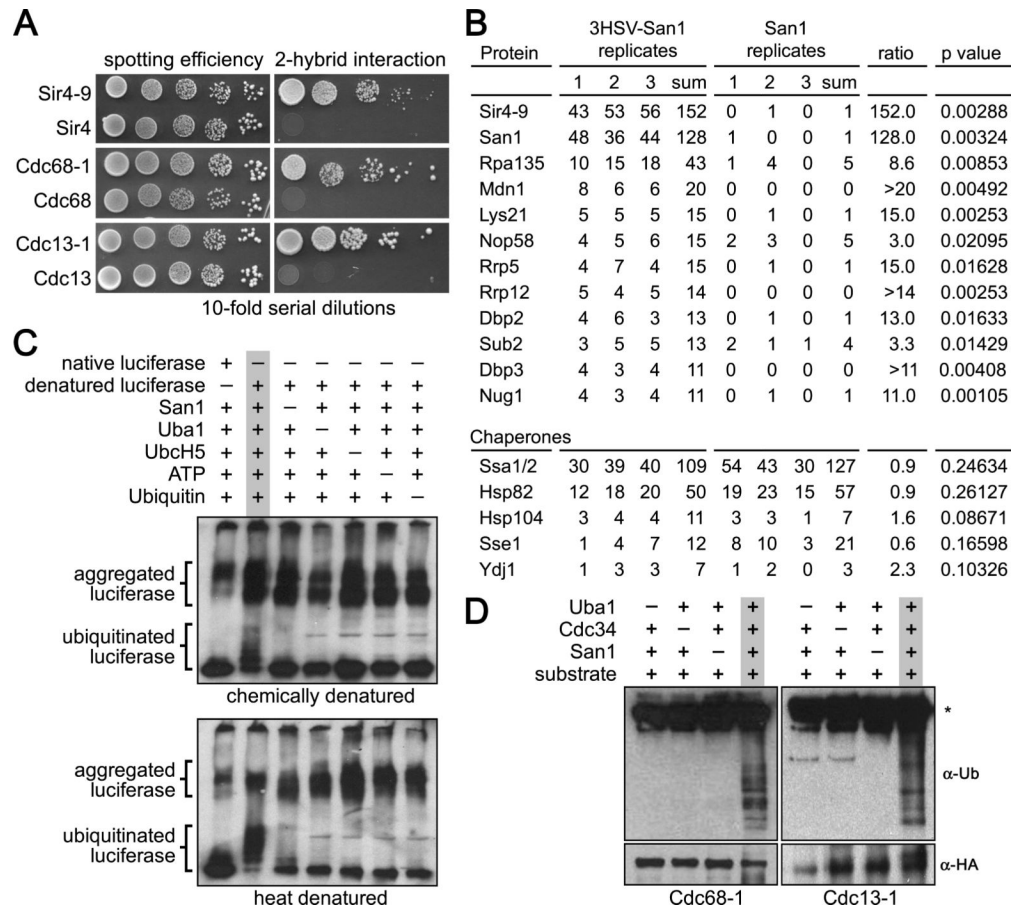 A
spotting efficiency 2-hybrid interaction
Sir4-9
Sir4
Cdc68-1
Cdc68
Cdc13-1
Cdc13
10-fold serial dilutions
B
3HSV-San1 San1
Protein replicates replicates ratio p value
1 2 3 sum 1 2 3 sum
Sir4-9 43 53 56 152 0 1 0 1 152.0 0.00288
San1 48 36 44 128 1 0 0 1 128.0 0.00324
Rpa135 10 15 18 43 1 4 0 5 8.6 0.00853
Mdn1 8 6 6 20 0 0 0 0 >20 0.00492
Lys21 5 5 5 15 0 1 0 1 15.0 0.00253
Nop58 4 5 6 15 2 3 0 5 3.0 0.02095
Rrp5 4 7 4 15 0 1 0 1 15.0 0.01628
Rrp12 5 4 5 14 0 0 0 0 >14 0.00253
Dbp2 4 6 3 13 0 1 0 1 13.0 0.01633
Sub2 3 5 5 13 2 1 1 4 3.3 0.01429
Dbp3 4 3 4 11 0 0 0 0 >11 0.00408
Nug1 4 3 4 11 0 1 0 1 11.0 0.00105
Chaperones
Ssa1/2 30 39 40 109 54 43 30 127 0.9 0.24634
Hsp82 12 18 20 50 19 23 15 57 0.9 0.26127
Hsp104 3 4 4 11 3 3 1 7 1.6 0.08671
Sse1 1 4 7 12 8 10 3 21 0.6 0.16598
Ydj1 1 3 3 7 1 2 0 3 2.3 0.10326
C
native luciferase + − − − − − − −
denatured luciferase − + + + + + + +
San1 + + − + + + +
Uba1 + + + − + + +
UbcH5 + + + + − + +
ATP + + + + + − +
Ubiquitin + + + + + + −
aggregated
luciferase
ubiquitinated
luciferase
chemically denatured
aggregated
luciferase
ubiquitinated
luciferase
heat denatured
D
Uba1 − + + + − + + +
Cdc34 + − + + + − + +
San1 + + − + + + − +
substrate + + + + + + + +
*
α-Ub
α-HA
Cdc68-1 Cdc13-1